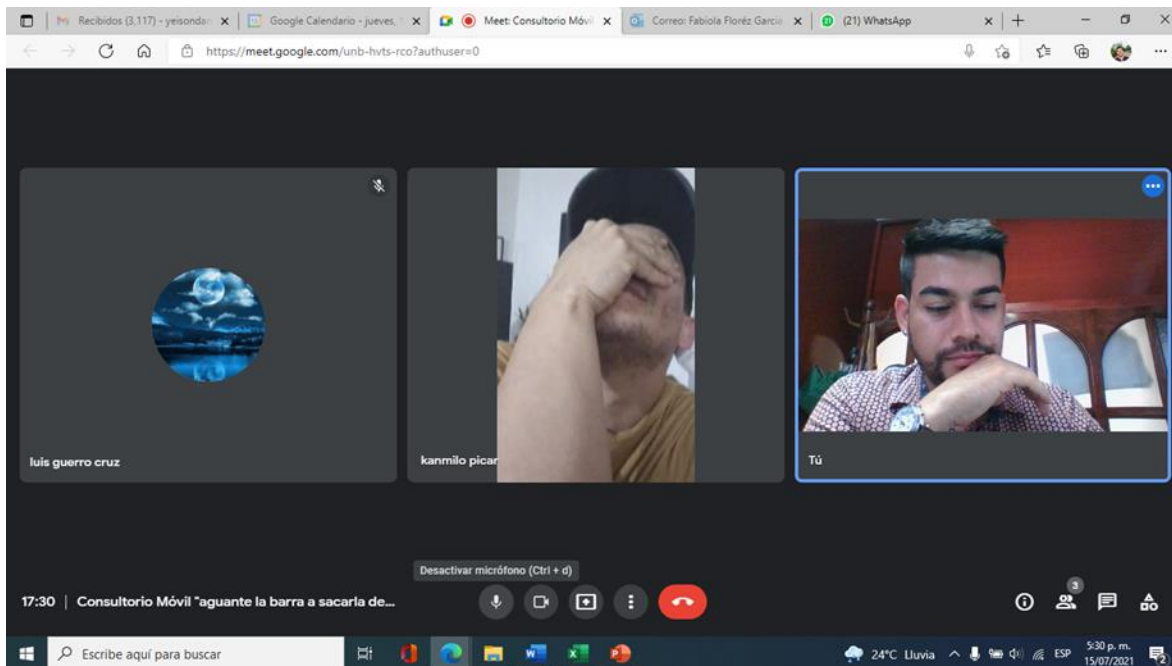 Recibidos (3,117) - yeisondan
Google Calendario - jueves, 1
Meet: Consultorio Móvil
Correo: Fabiola Floréz Garcia
(21) WhatsApp
https://meet.google.com/unb-hvts-rco?authuser=0
luis guerro cruz
kanmilo picar
Tú
Desactivar micrófono (Ctrl + d)
17:30 | Consultorio Móvil "aguante la barra a sacarla de...
3
Escribe aquí para buscar
24°C Lluvia
ESP
5:30 p. m.
15/07/2021